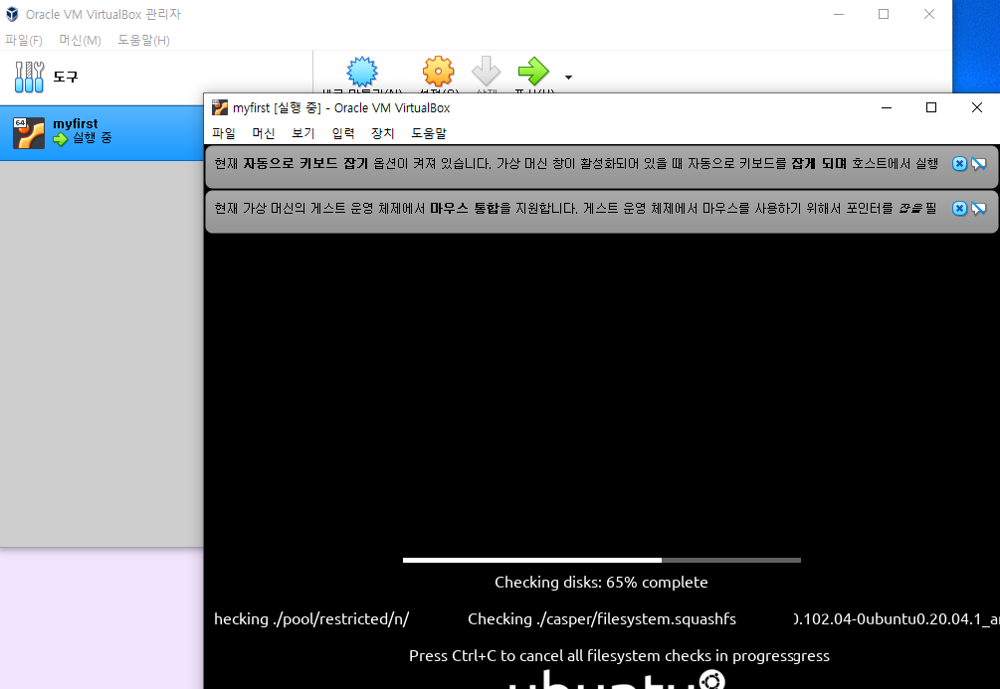 Oracle VM VirtualBox 관리자
파일(F) 머신(M) 도움말(H)
도구
64
myfirst
실행 중
myfirst [실행 중] - Oracle VM VirtualBox
파일 머신 보기 입력 장치 도움말
현재 자동으로 키보드 잡기 옵션이 켜져 있습니다. 가상 머신 창이 활성화되어 있을 때 자동으로 키보드를 잡게 되며 호스트에서 실행
현재 가상 머신의 게스트 운영 체제에서 마우스 통합을 지원합니다. 게스트 운영 체제에서 마우스를 사용하기 위해서 포인터를 필
Checking disks: 65% complete
hecking ./pool/restricted/n/ Checking ./casper/filesystem.squashfs 0.102.04-0ubuntu0.20.04.1_a
Press Ctrl+C to cancel all filesystem checks in progressgress
ubuntu